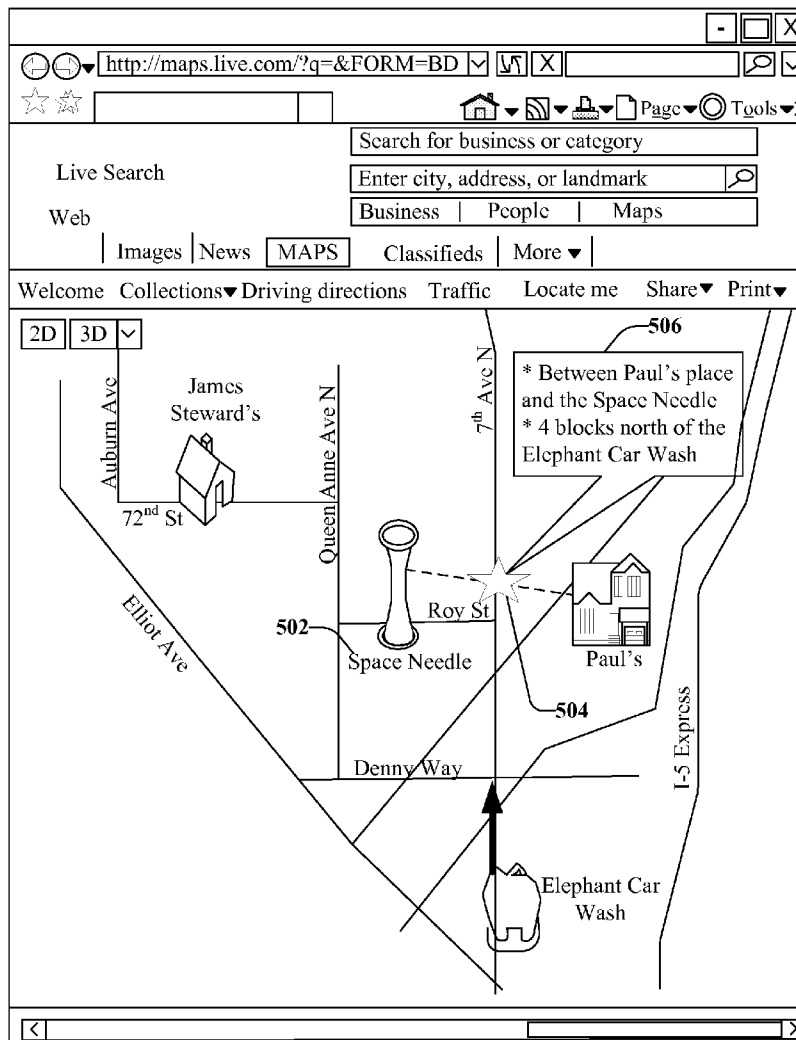 - X
http://maps.live.com/?q=&FORM=BD X
Page Tools
Search for business or category
Live Search
Enter city, address, or landmark
Web
Business | People | Maps
Images News MAPS Classifieds More
Welcome Collections Driving directions Traffic Locate me Share Print
2D 3D
506
* Between Paul's place
and the Space Needle
* 4 blocks north of the
Elephant Car Wash
James
Steward's
Auburn Ave
Queen Anne Ave N
7th Ave N
72nd St
Elliot Ave
Roy St
502
Space Needle
Paul's
504
I-5 Express
Denny Way
Elephant Car
Wash